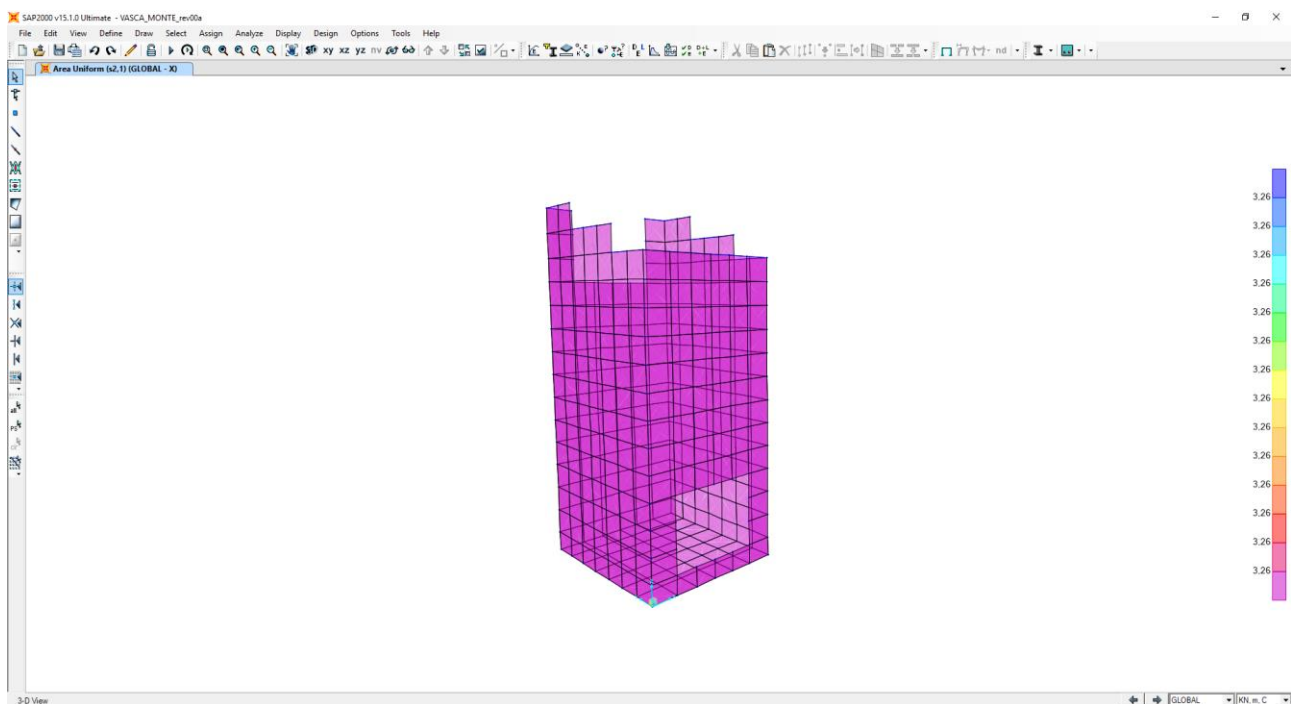 SAP2000 v15.1.0 Ultimate - VASCA_MONTE_rev00a
File Edit View Define Draw Select Assign Analyze Display Design Options Tools Help
xy xz yz nv nd
Area Uniform (s2,1) (GLOBAL - X)
3.26
3.26
3.26
3.26
3.26
3.26
3.26
3.26
3.26
3.26
3.26
3.26
3.26
3.26
3-D View
GLOBAL KN, m, C